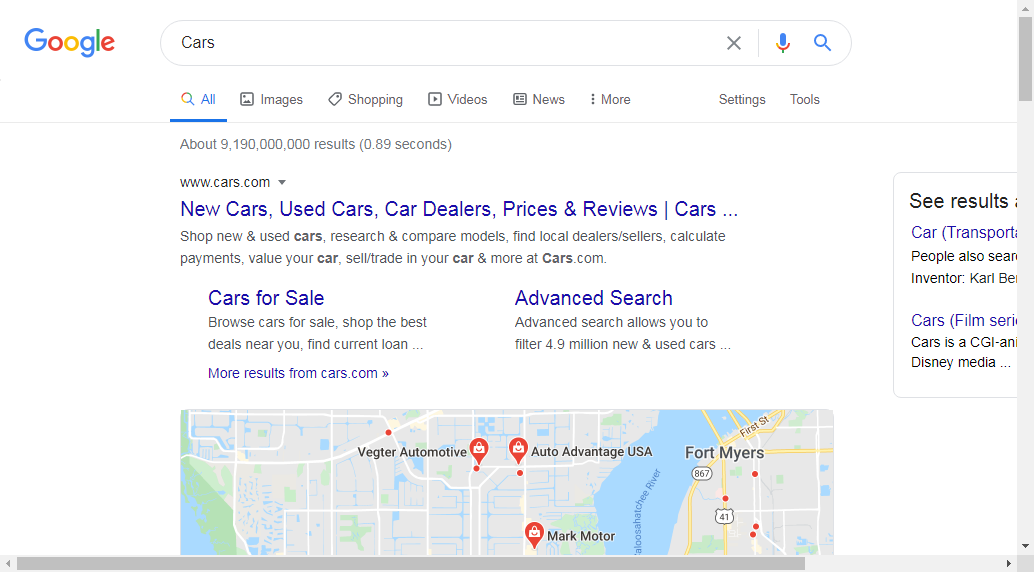 Google
Cars
All Images Shopping Videos News More Settings Tools
About 9,190,000,000 results (0.89 seconds)
www.cars.com
New Cars, Used Cars, Car Dealers, Prices & Reviews | Cars ...
Shop new & used cars, research & compare models, find local dealers/sellers, calculate
payments, value your car, sell/trade in your car & more at Cars.com.
Cars for Sale
Browse cars for sale, shop the best
deals near you, find current loan ...
Advanced Search
Advanced search allows you to
filter 4.9 million new & used cars ...
More results from cars.com »
See results
Car (Transporta
People also sear
Inventor: Karl Be
Cars (Film serie
Cars is a CGI-ani
Disney media ...
First St
Vegter Automotive
Auto Advantage USA
Fort Myers
867
Caloosahatchee River
41
Mark Motor